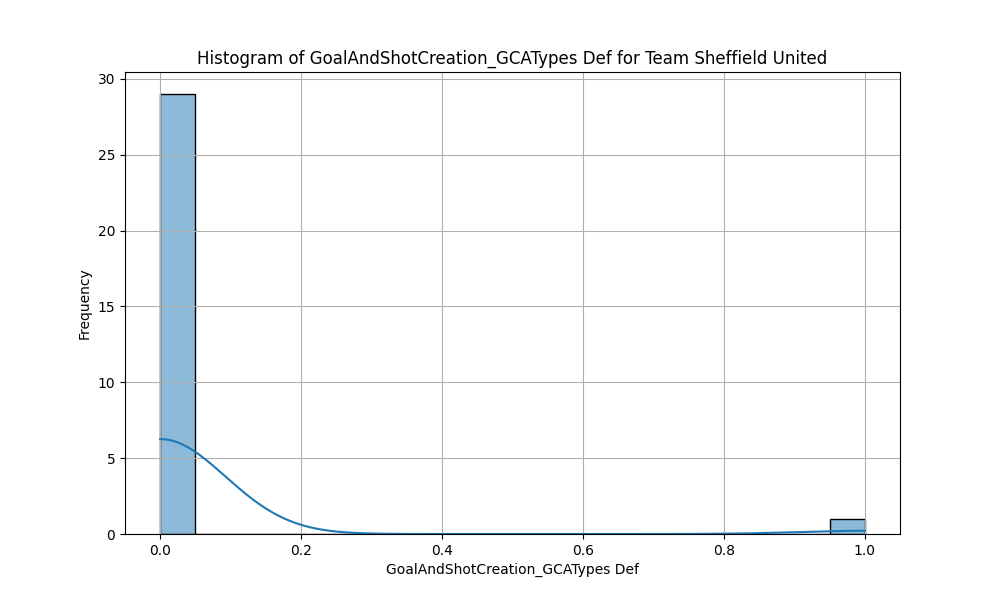 Histogram of GoalAndShotCreation_GCATypes Def for Team Sheffield United
30
25
20
15
10
5
0
Frequency
0.0 0.2 0.4 0.6 0.8 1.0
GoalAndShotCreation_GCATypes Def